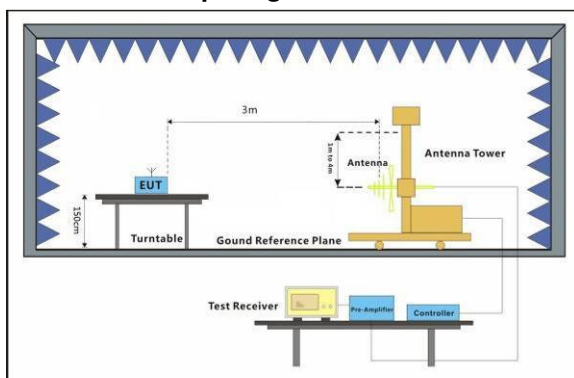 3m
1m to 4m
Antenna
Antenna Tower
EUT
150cm
Turntable
Gound Reference Plane
Test Receiver
Pre-Amplifier
Controller